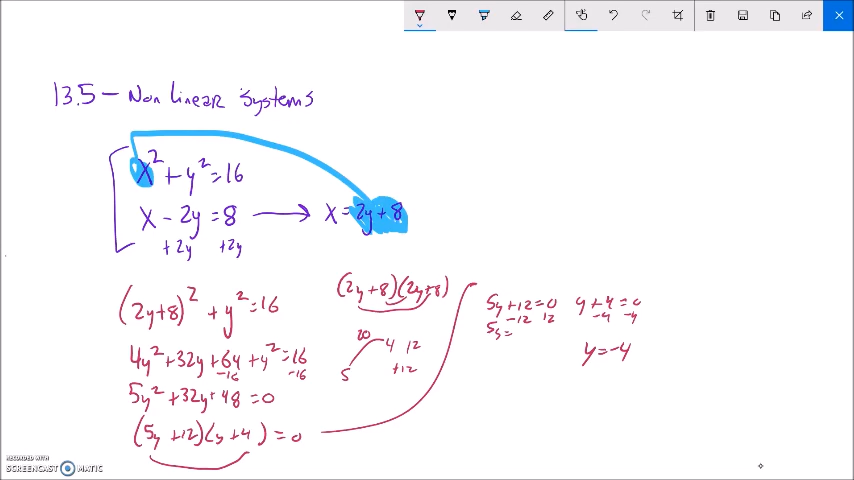 13.5 - Non linear Systems
x² + y² = 16
x - 2y = 8 → x = 2y + 8
+2y +2y
(2y+8)² + y² = 16
4y² + 32y + 64 + y² = 16
-16 -16
5y² + 32y + 48 = 0
(5y + 12)(y + 4) = 0
(2y+8)(2y+8)
20 4 12
5 +12
5y + 12 = 0 y + 4 = 0
-12 12 -4 -4
5y =
y = -4
RECORDED WITH
SCREENCAST MATIC